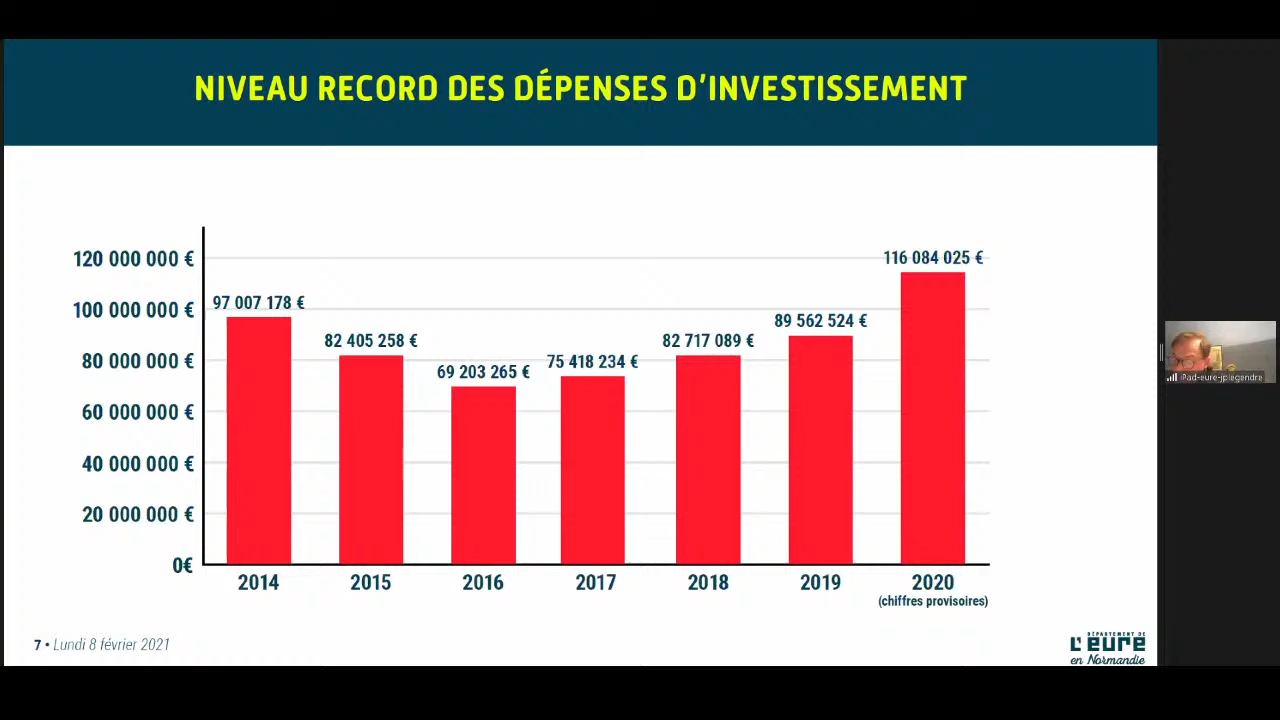 NIVEAU RECORD DES DÉPENSES D'INVESTISSEMENT
120 000 000 €
100 000 000 €
80 000 000 €
60 000 000 €
40 000 000 €
20 000 000 €
0€
97 007 178 €
82 405 258 €
69 203 265 €
75 418 234 €
82 717 089 €
89 562 524 €
116 084 025 €
2014
2015
2016
2017
2018
2019
2020
(chiffres provisoires)
7 • Lundi 8 février 2021
DÉPARTEMENT DE
L'EURE
en Normandie
iPad-eure-jplegendre